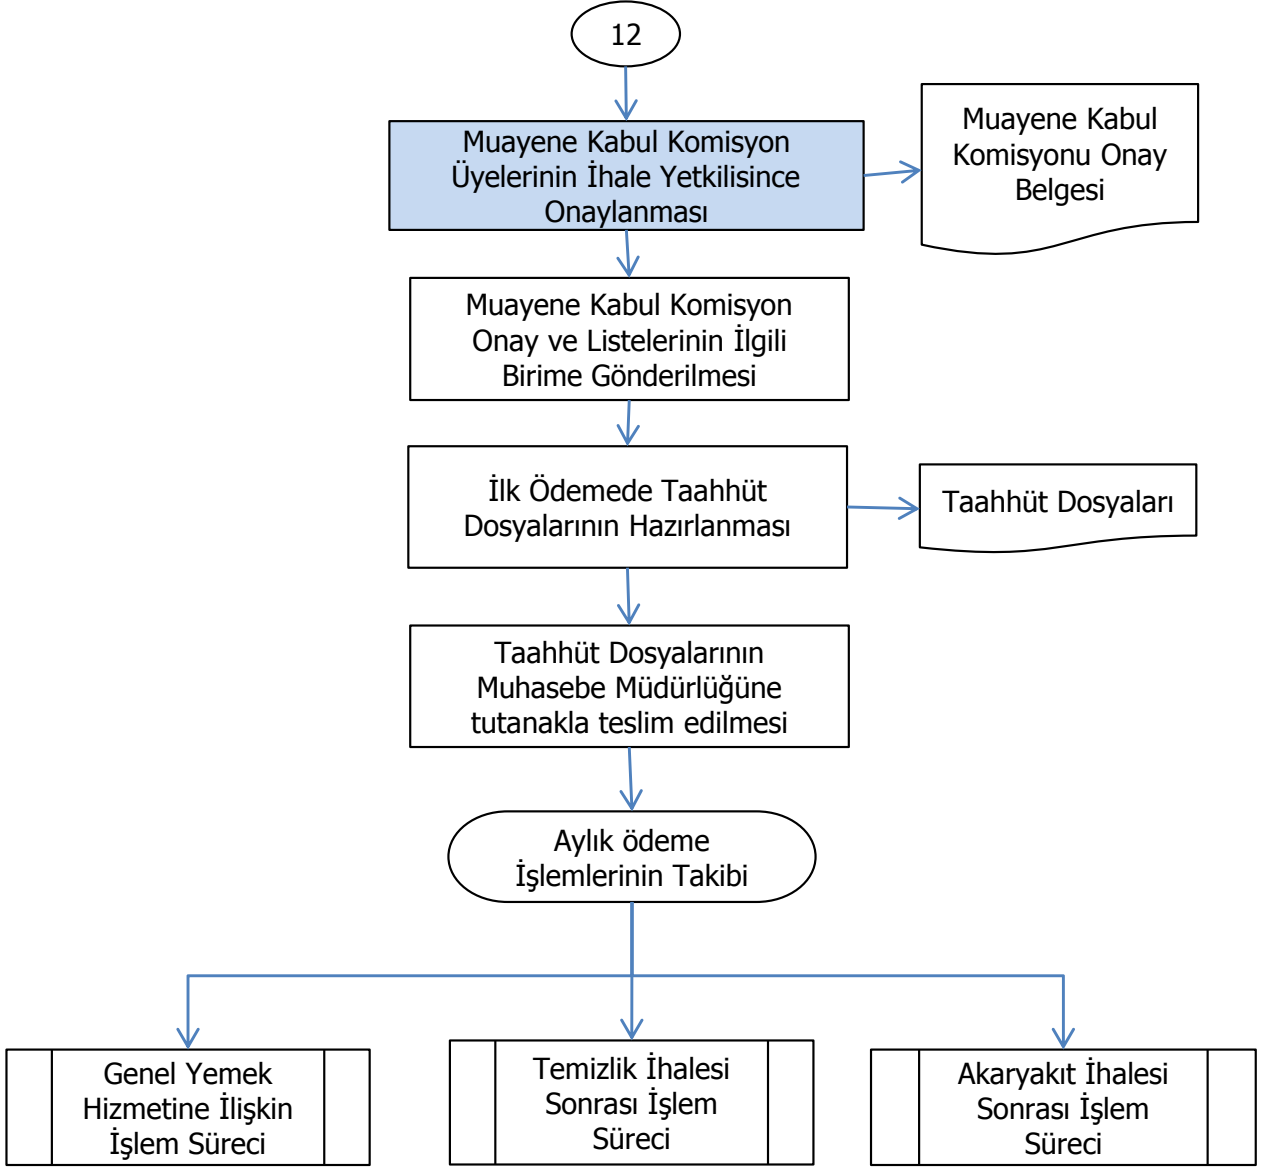 12
Muayene Kabul Komisyon
Üyelerinin İhale Yetkilisince
Onaylanması
Muayene Kabul
Komisyonu Onay
Belgesi
Muayene Kabul Komisyon
Onay ve Listelerinin İlgili
Birime Gönderilmesi
İlk Ödemede Taahhüt
Dosyalarının Hazırlanması
Taahhüt Dosyaları
Taahhüt Dosyalarının
Muhasebe Müdürlüğüne
tutanakla teslim edilmesi
Aylık ödeme
İşlemlerinin Takibi
Genel Yemek
Hizmetine İlişkin
İşlem Süreci
Temizlik İhalesi
Sonrası İşlem
Süreci
Akaryakıt İhalesi
Sonrası İşlem
Süreci